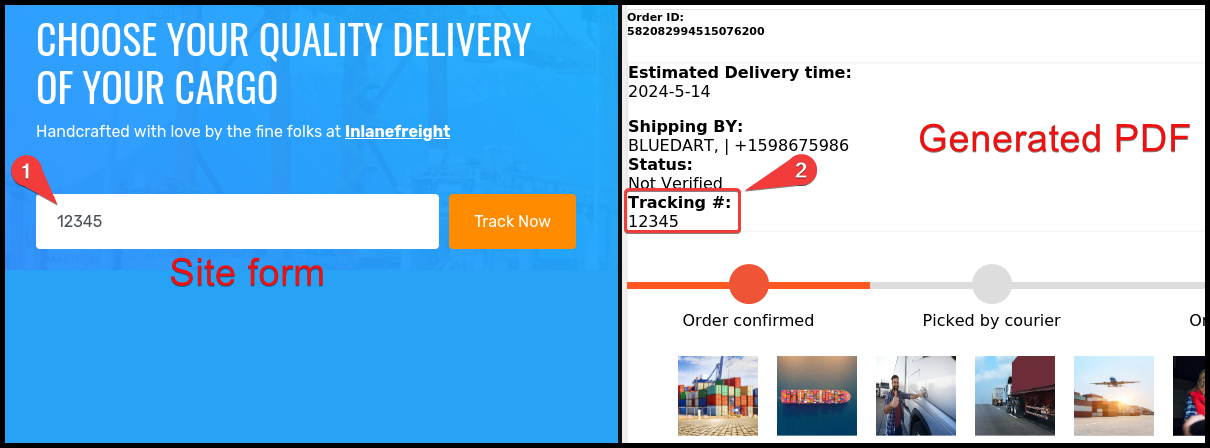 CHOOSE YOUR QUALITY DELIVERY
OF YOUR CARGO
Handcrafted with love by the fine folks at Inlanefreight
1
12345
Track Now
Site form
Order ID:
582082994515076200
Estimated Delivery time:
2024-5-14
Shipping BY:
BLUEDART, | +1598675986
Status:
Not Verified
Tracking #:
12345
2
Generated PDF
Order confirmed
Picked by courier